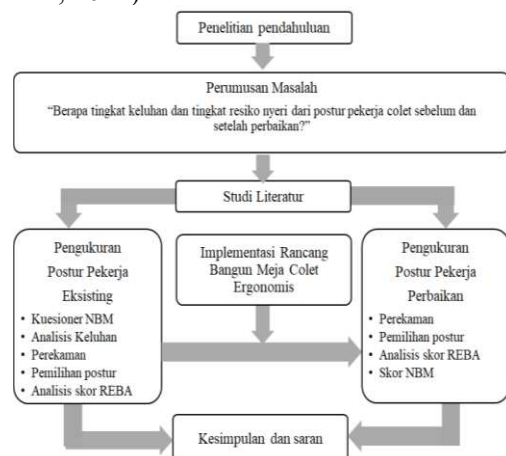 Penelitian pendahuluan
Perumusan Masalah
“Berapa tingkat keluhan dan tingkat resiko nyeri dari postur pekerja colet sebelum dan
setelah perbaikan?”
Studi Literatur
Pengukuran
Postur Pekerja
Eksisting
• Kuesioner NBM
• Analisis Keluhan
• Perekaman
• Pemilihan postur
• Analisis skor REBA
Implementasi Rancang
Bangun Meja Colet
Ergonomis
Pengukuran
Postur Pekerja
Perbaikan
• Perekaman
• Pemilihan postur
• Analisis skor REBA
• Skor NBM
Kesimpulan dan saran